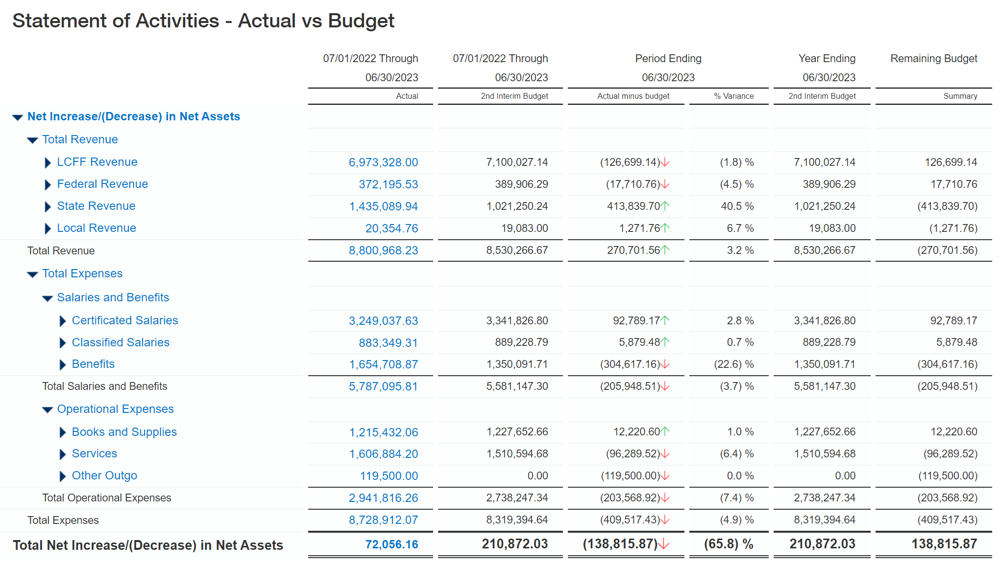 Statement of Activities - Actual vs Budget
07/01/2022 Through 07/01/2022 Through Period Ending Year Ending Remaining Budget
06/30/2023 06/30/2023 06/30/2023 06/30/2023
Actual 2nd Interim Budget Actual minus budget % Variance 2nd Interim Budget Summary
Net Increase/(Decrease) in Net Assets
Total Revenue
LCFF Revenue 6,973,328.00 7,100,027.14 (126,699.14) (1.8) % 7,100,027.14 126,699.14
Federal Revenue 372,195.53 389,906.29 (17,710.76) (4.5) % 389,906.29 17,710.76
State Revenue 1,435,089.94 1,021,250.24 413,839.70 40.5 % 1,021,250.24 (413,839.70)
Local Revenue 20,354.76 19,083.00 1,271.76 6.7 % 19,083.00 (1,271.76)
Total Revenue 8,800,968.23 8,530,266.67 270,701.56 3.2 % 8,530,266.67 (270,701.56)
Total Expenses
Salaries and Benefits
Certificated Salaries 3,249,037.63 3,341,826.80 92,789.17 2.8 % 3,341,826.80 92,789.17
Classified Salaries 883,349.31 889,228.79 5,879.48 0.7 % 889,228.79 5,879.48
Benefits 1,654,708.87 1,350,091.71 (304,617.16) (22.6) % 1,350,091.71 (304,617.16)
Total Salaries and Benefits 5,787,095.81 5,581,147.30 (205,948.51) (3.7) % 5,581,147.30 (205,948.51)
Operational Expenses
Books and Supplies 1,215,432.06 1,227,652.66 12,220.60 1.0 % 1,227,652.66 12,220.60
Services 1,606,884.20 1,510,594.68 (96,289.52) (6.4) % 1,510,594.68 (96,289.52)
Other Outgo 119,500.00 0.00 (119,500.00) 0.0 % 0.00 (119,500.00)
Total Operational Expenses 2,941,816.26 2,738,247.34 (203,568.92) (7.4) % 2,738,247.34 (203,568.92)
Total Expenses 8,728,912.07 8,319,394.64 (409,517.43) (4.9) % 8,319,394.64 (409,517.43)
Total Net Increase/(Decrease) in Net Assets 72,056.16 210,872.03 (138,815.87) (65.8) % 210,872.03 138,815.87